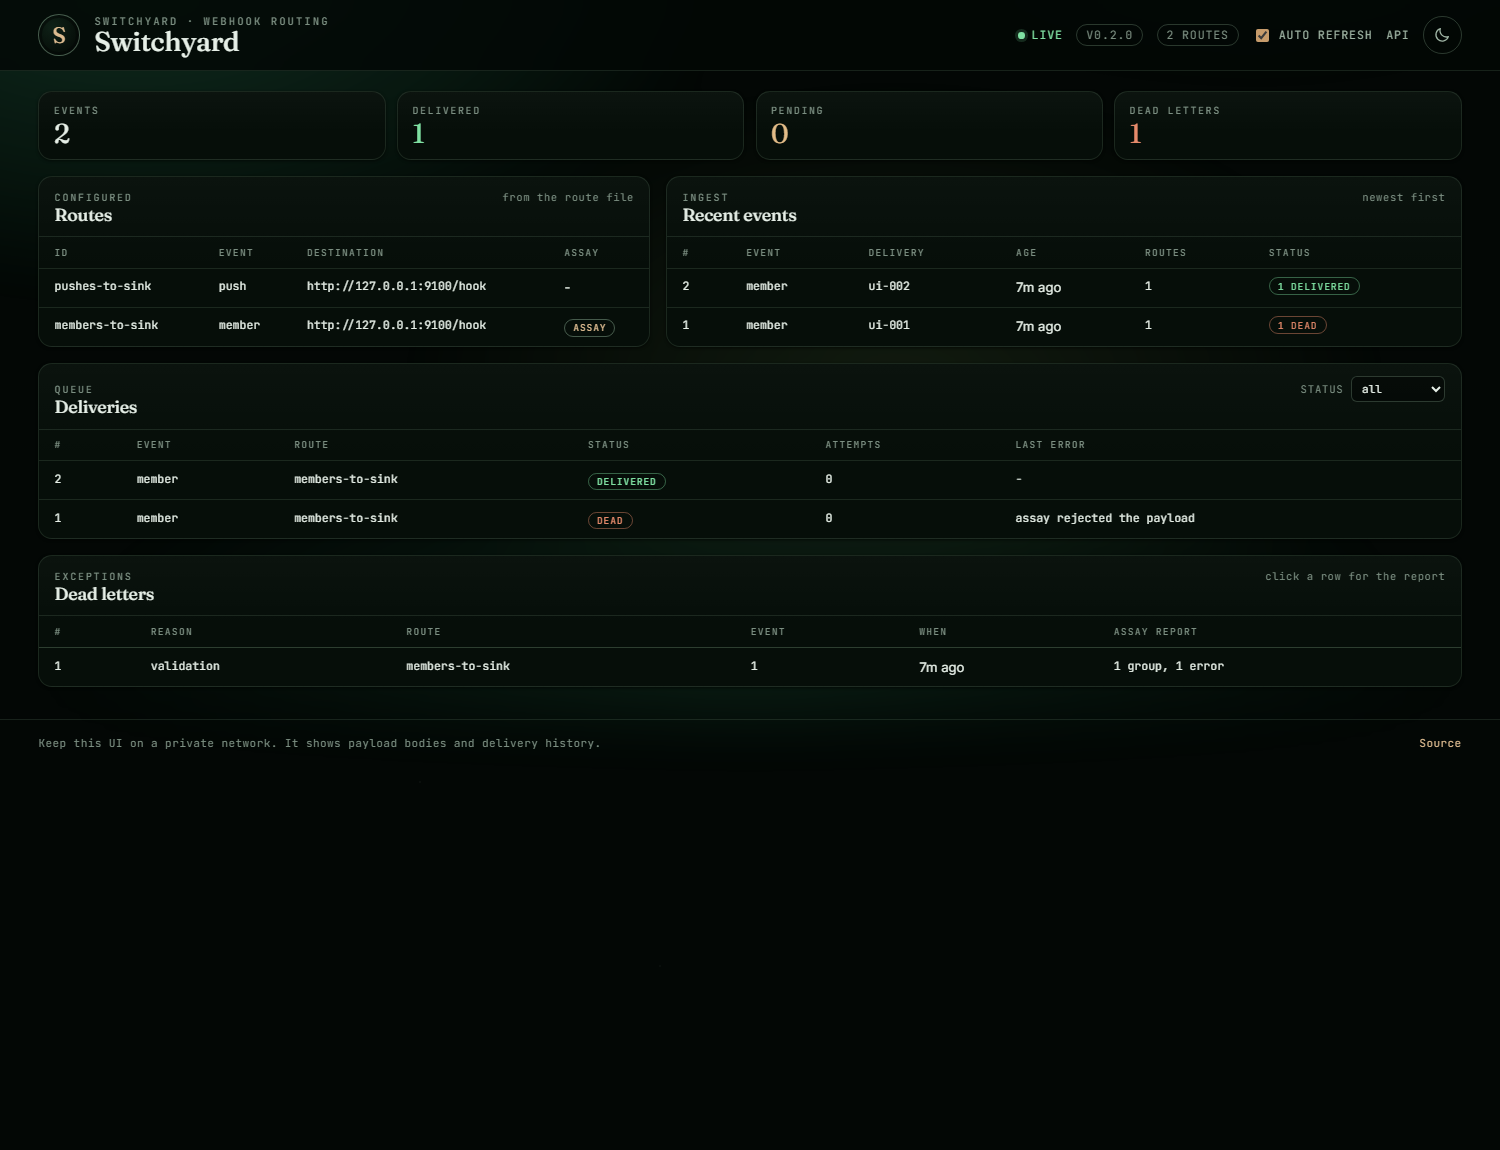 S
SWITCHYARD · WEBHOOK ROUTING
Switchyard
LIVE V0.2.0 2 ROUTES AUTO REFRESH API
EVENTS
2
DELIVERED
1
PENDING
0
DEAD LETTERS
1
CONFIGURED
Routes
from the route file
ID EVENT DESTINATION ASSAY
pushes-to-sink push http://127.0.0.1:9100/hook -
members-to-sink member http://127.0.0.1:9100/hook ASSAY
INGEST
Recent events
newest first
# EVENT DELIVERY AGE ROUTES STATUS
2 member ui-002 7m ago 1 1 DELIVERED
1 member ui-001 7m ago 1 1 DEAD
QUEUE
Deliveries
STATUS all
# EVENT ROUTE STATUS ATTEMPTS LAST ERROR
2 member members-to-sink DELIVERED 0 -
1 member members-to-sink DEAD 0 assay rejected the payload
EXCEPTIONS
Dead letters
click a row for the report
# REASON ROUTE EVENT WHEN ASSAY REPORT
1 validation members-to-sink 1 7m ago 1 group, 1 error
Keep this UI on a private network. It shows payload bodies and delivery history.
Source